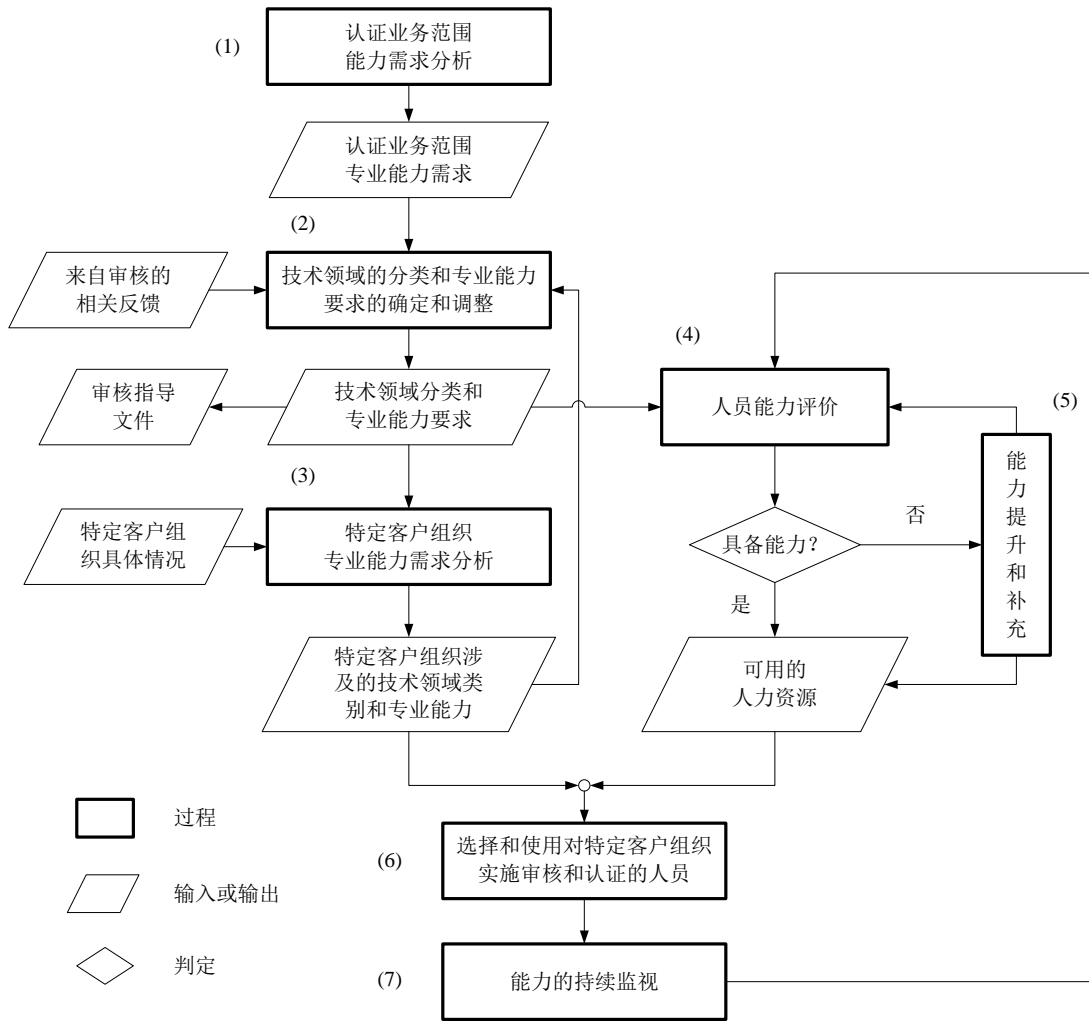 (1)
认证业务范围
能力需求分析
认证业务范围
专业能力需求
(2)
来自审核的
相关反馈
技术领域的分类和专业能力
要求的确定和调整
(4)
审核指导
文件
技术领域分类和
专业能力要求
人员能力评价
(5)
(3)
能
力
提
升
和
补
充
特定客户组
织具体情况
特定客户组织
专业能力需求分析
具备能力?
否
是
特定客户组织涉
及的技术领域类
别和专业能力
可用的
人力资源
过程
(6)
选择和使用对特定客户组织
实施审核和认证的人员
输入或输出
判定
(7)
能力的持续监视